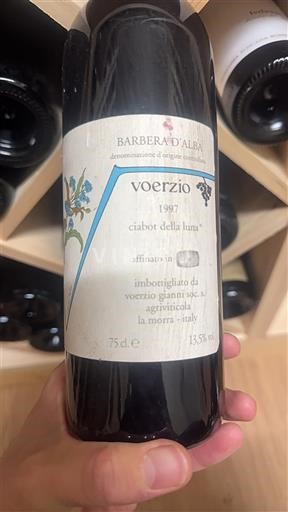 BARBERA D'ALBA
denominazione d'origine controllata
voerzio
1997
ciabot della luna®
affinato in
imbottigliato da
voerzio gianni soc. s.
agriviticola
la morra - italy
75 cl. e 13,5% vol.